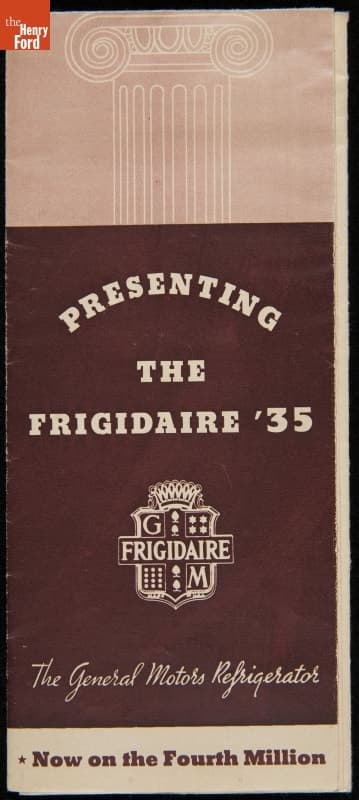 the
Henry
Ford
PRESENTING
THE
FRIGIDAIRE '35
G
FRIGIDAIRE
M
The General Motors Refrigerator
★ Now on the Fourth Million